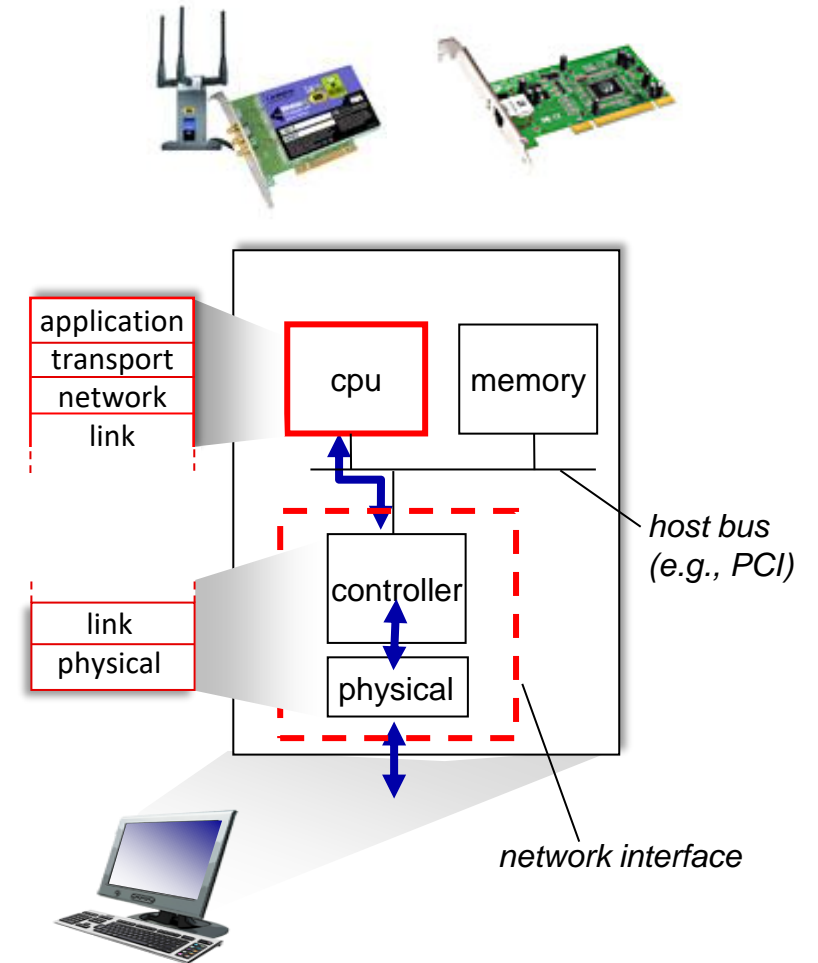 application
transport
network
link
cpu
memory
host bus
(e.g., PCI)
controller
link
physical
physical
network interface